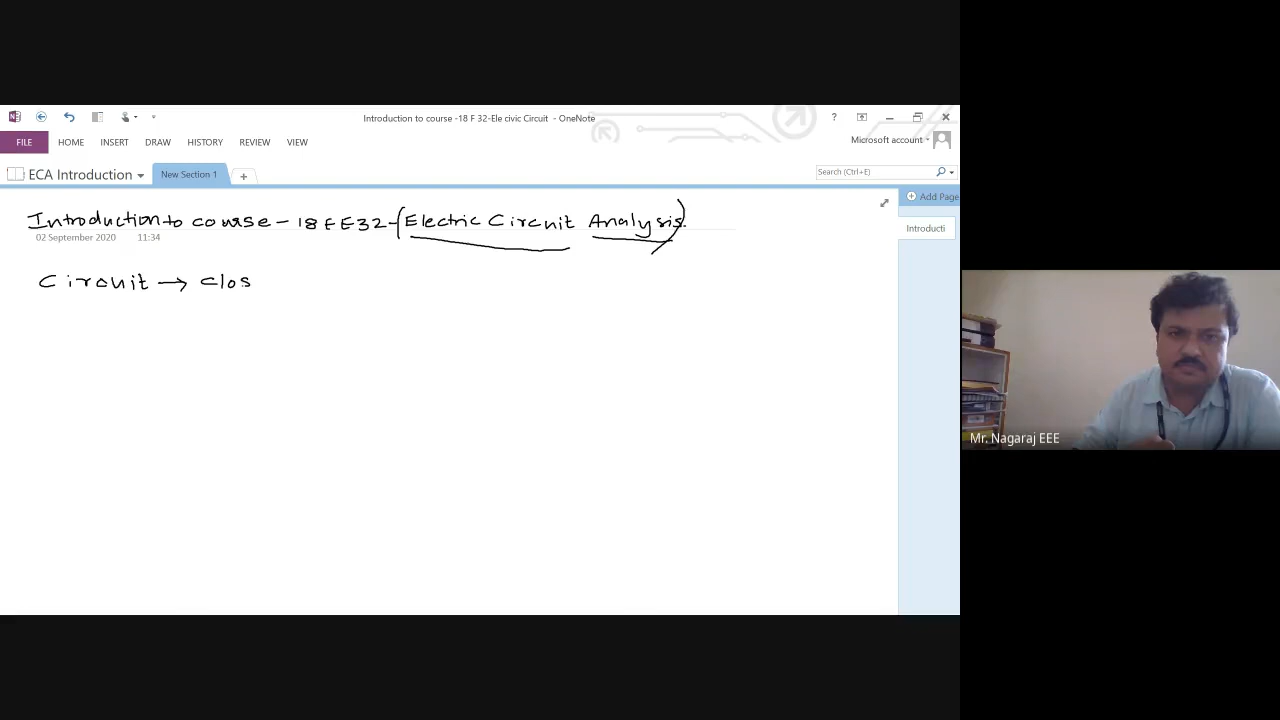 Introduction to course -18 F 32-Ele civic Circuit - OneNote
?
Microsoft account
FILE HOME INSERT DRAW HISTORY REVIEW VIEW
ECA Introduction New Section 1 +
Search (Ctrl+E)
Add Page
Introducti
Introduction to course - 18EE32-(Electric Circuit Analysis)
02 September 2020 11:34
Circuit → clos
Mr. Nagaraj EEE